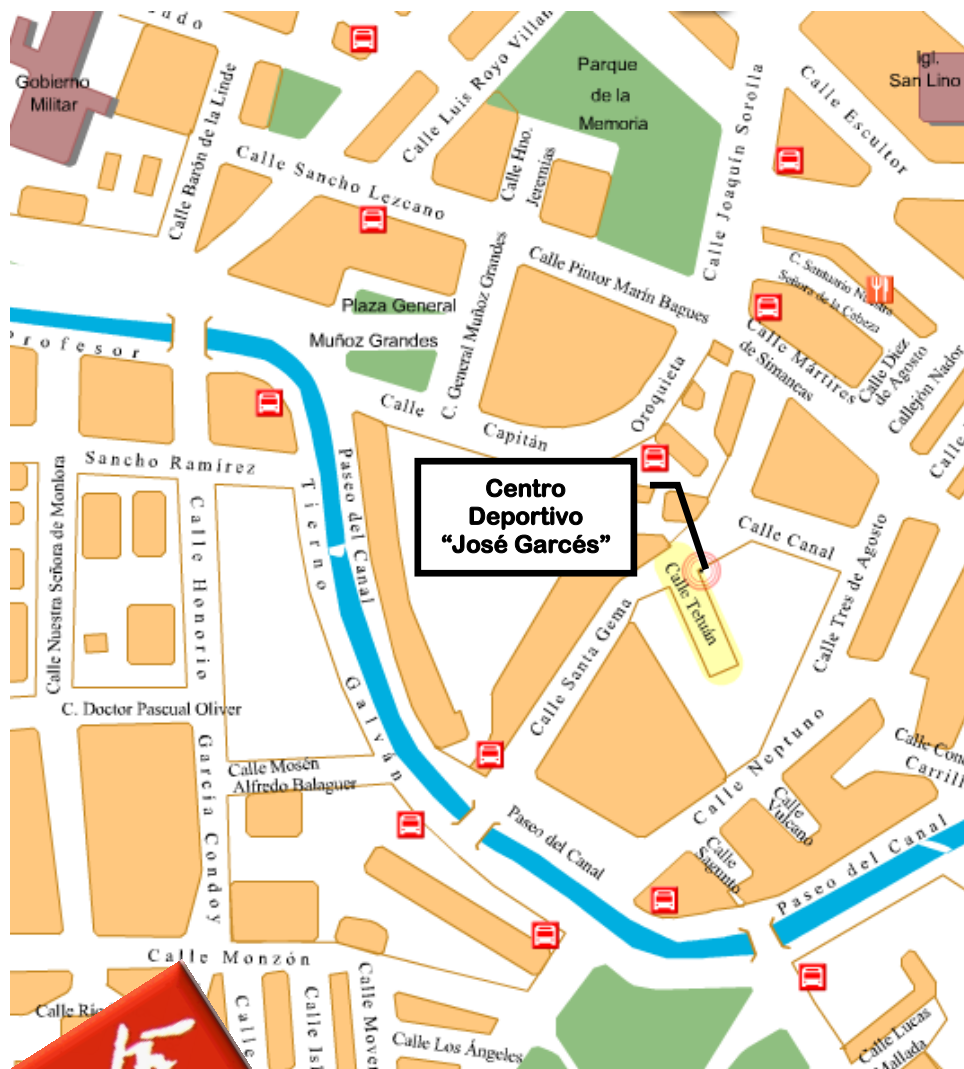 Gobierno
Militar
Calle Barón de la Linde
Calle Luis Royo Villan
Parque
de la
Memoria
Igl.
San Lino
Calle Escultor
Calle Joaquín Sorolla
Calle Sancho Lezcano
Calle Hno.
Jeremías
Calle Pintor Marín Bagues
C. Santuario Nuestra
Señora de la Cabeza
Plaza General
Muñoz Grandes
C. General Muñoz Grandes
Calle Mártires
de Simancas
Calle Diez
de Agosto
Callejón Nador
Profesor
Sancho Ramírez
Calle
Capitán
Oroquieta
Centro
Deportivo
“José Garcés”
Calle Canal
Calle Tetuán
Calle Tres de Agosto
Paseo del Canal
Tierno
Galván
Calle Nuestra Señora de Monlora
Calle Honorio
García Condoy
Calle Santa Gema
C. Doctor Pascual Oliver
Calle Mosén
Alfredo Balaguer
Calle Neptuno
Calle
Vulcano
Calle
Sagunto
Paseo del Canal
Paseo del Canal
Calle
Carrill
Calle Monzón
Calle
Calle
Calle Los Ángeles
Calle Lucas
Mallada